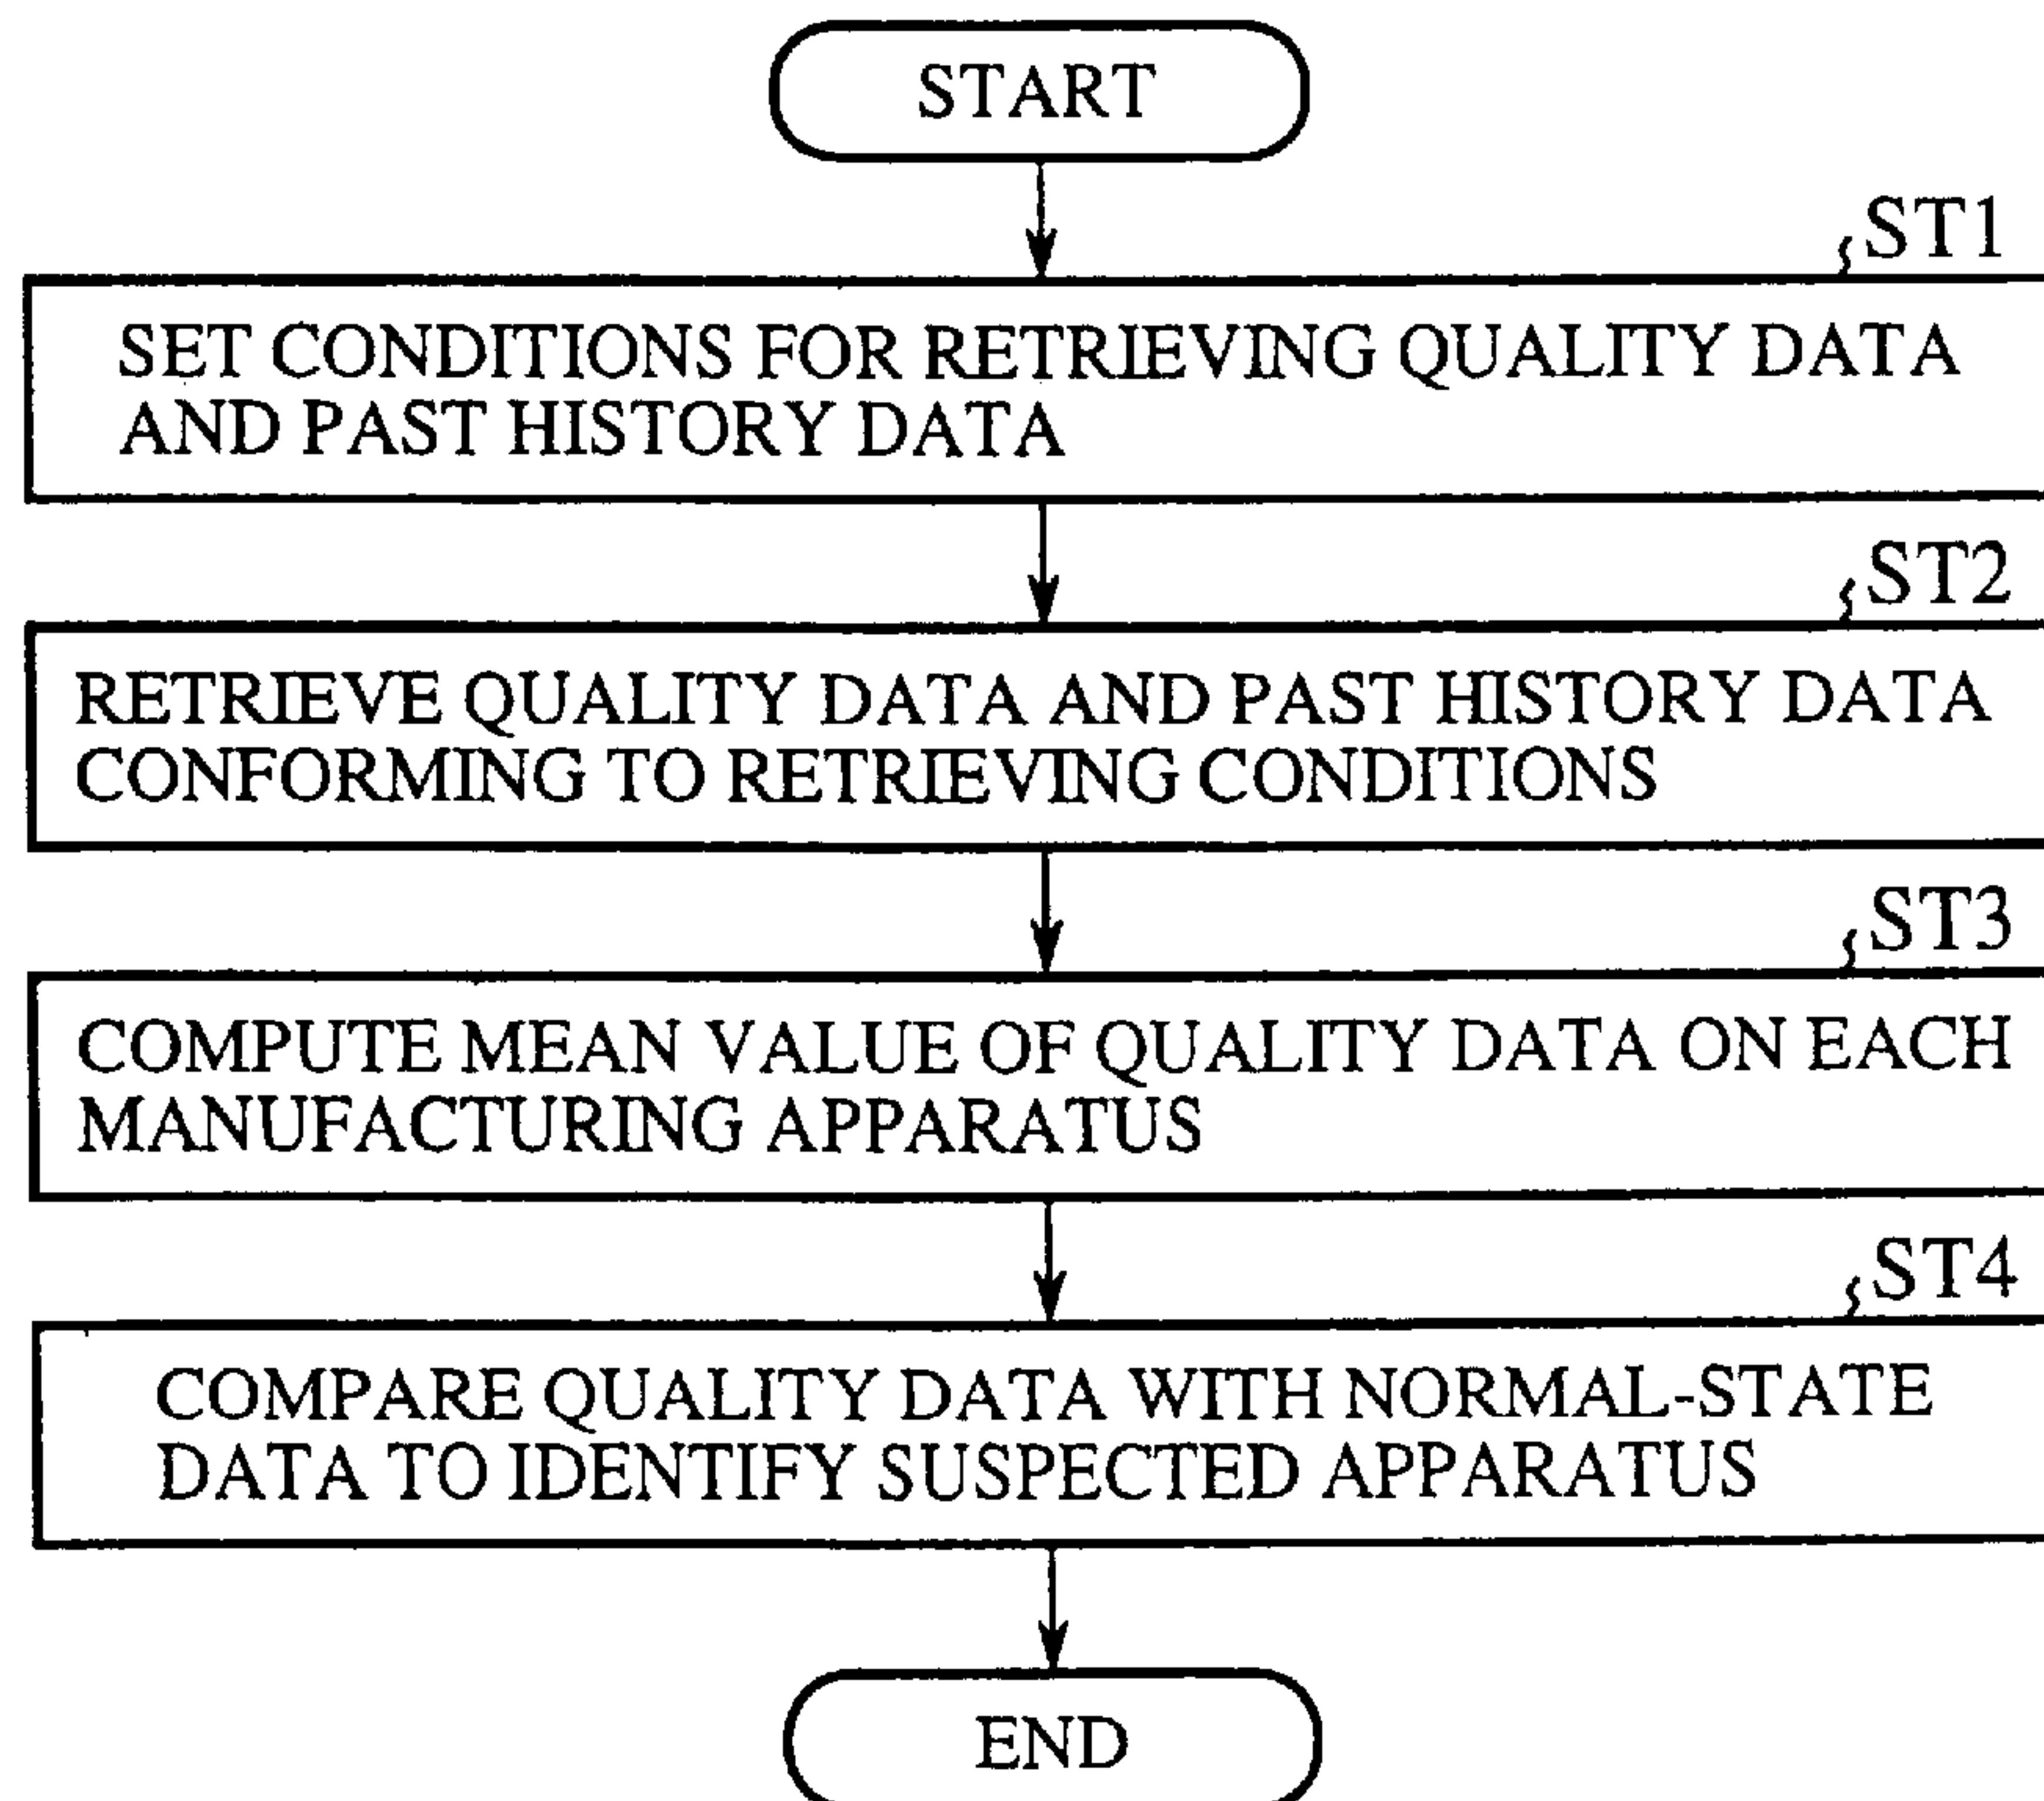 START
ST1
SET CONDITIONS FOR RETRIEVING QUALITY DATA
AND PAST HISTORY DATA
ST2
RETRIEVE QUALITY DATA AND PAST HISTORY DATA
CONFORMING TO RETRIEVING CONDITIONS
ST3
COMPUTE MEAN VALUE OF QUALITY DATA ON EACH
MANUFACTURING APPARATUS
ST4
COMPARE QUALITY DATA WITH NORMAL-STATE
DATA TO IDENTIFY SUSPECTED APPARATUS
END